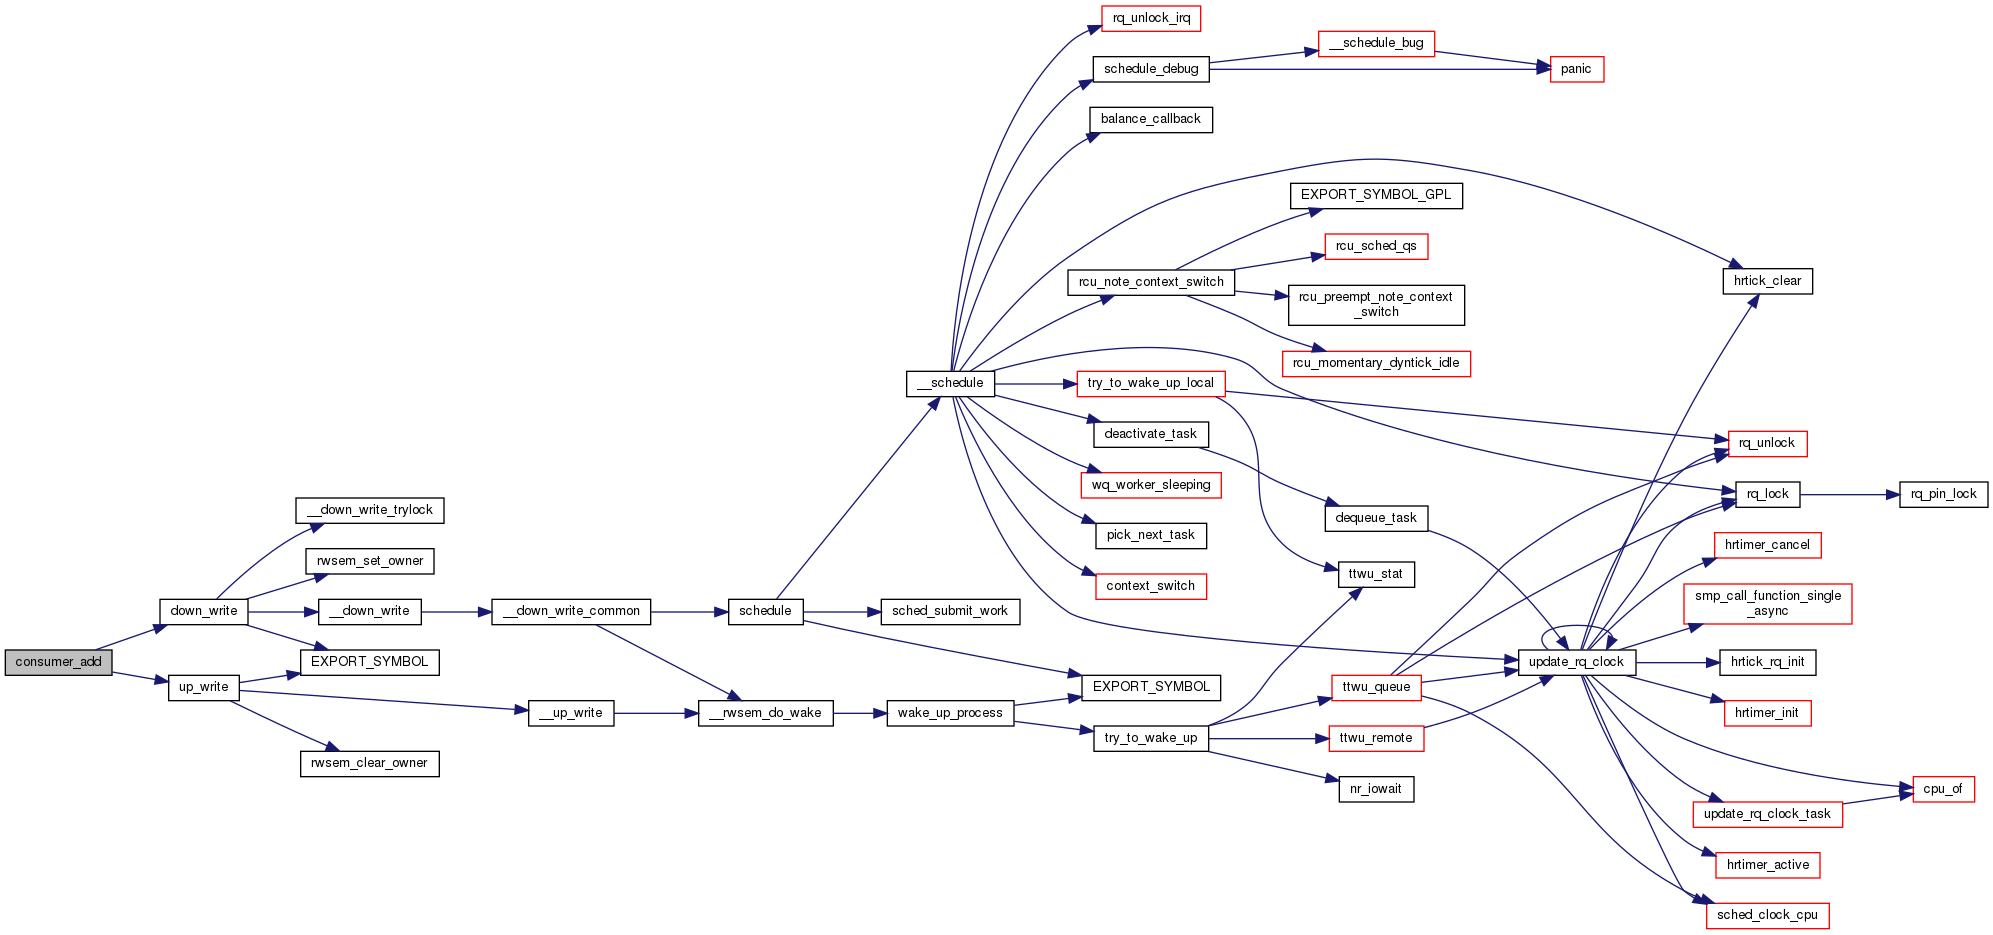 rq_unlock_irq
__schedule_bug
schedule_debug
panic
balance_callback
EXPORT_SYMBOL_GPL
rcu_sched_qs
rcu_note_context_switch
hrtick_clear
rcu_preempt_note_context
_switch
rcu_momentary_dyntick_idle
__schedule
try_to_wake_up_local
deactivate_task
rq_unlock
wq_worker_sleeping
rq_lock
rq_pin_lock
__down_write_trylock
dequeue_task
pick_next_task
hrtimer_cancel
rwsem_set_owner
ttwu_stat
context_switch
smp_call_function_single
_async
down_write
__down_write
__down_write_common
schedule
sched_submit_work
consumer_add
EXPORT_SYMBOL
update_rq_clock
hrtick_rq_init
up_write
EXPORT_SYMBOL
ttwu_queue
__up_write
__rwsem_do_wake
wake_up_process
hrtimer_init
try_to_wake_up
ttwu_remote
rwsem_clear_owner
nr_iowait
cpu_of
update_rq_clock_task
hrtimer_active
sched_clock_cpu